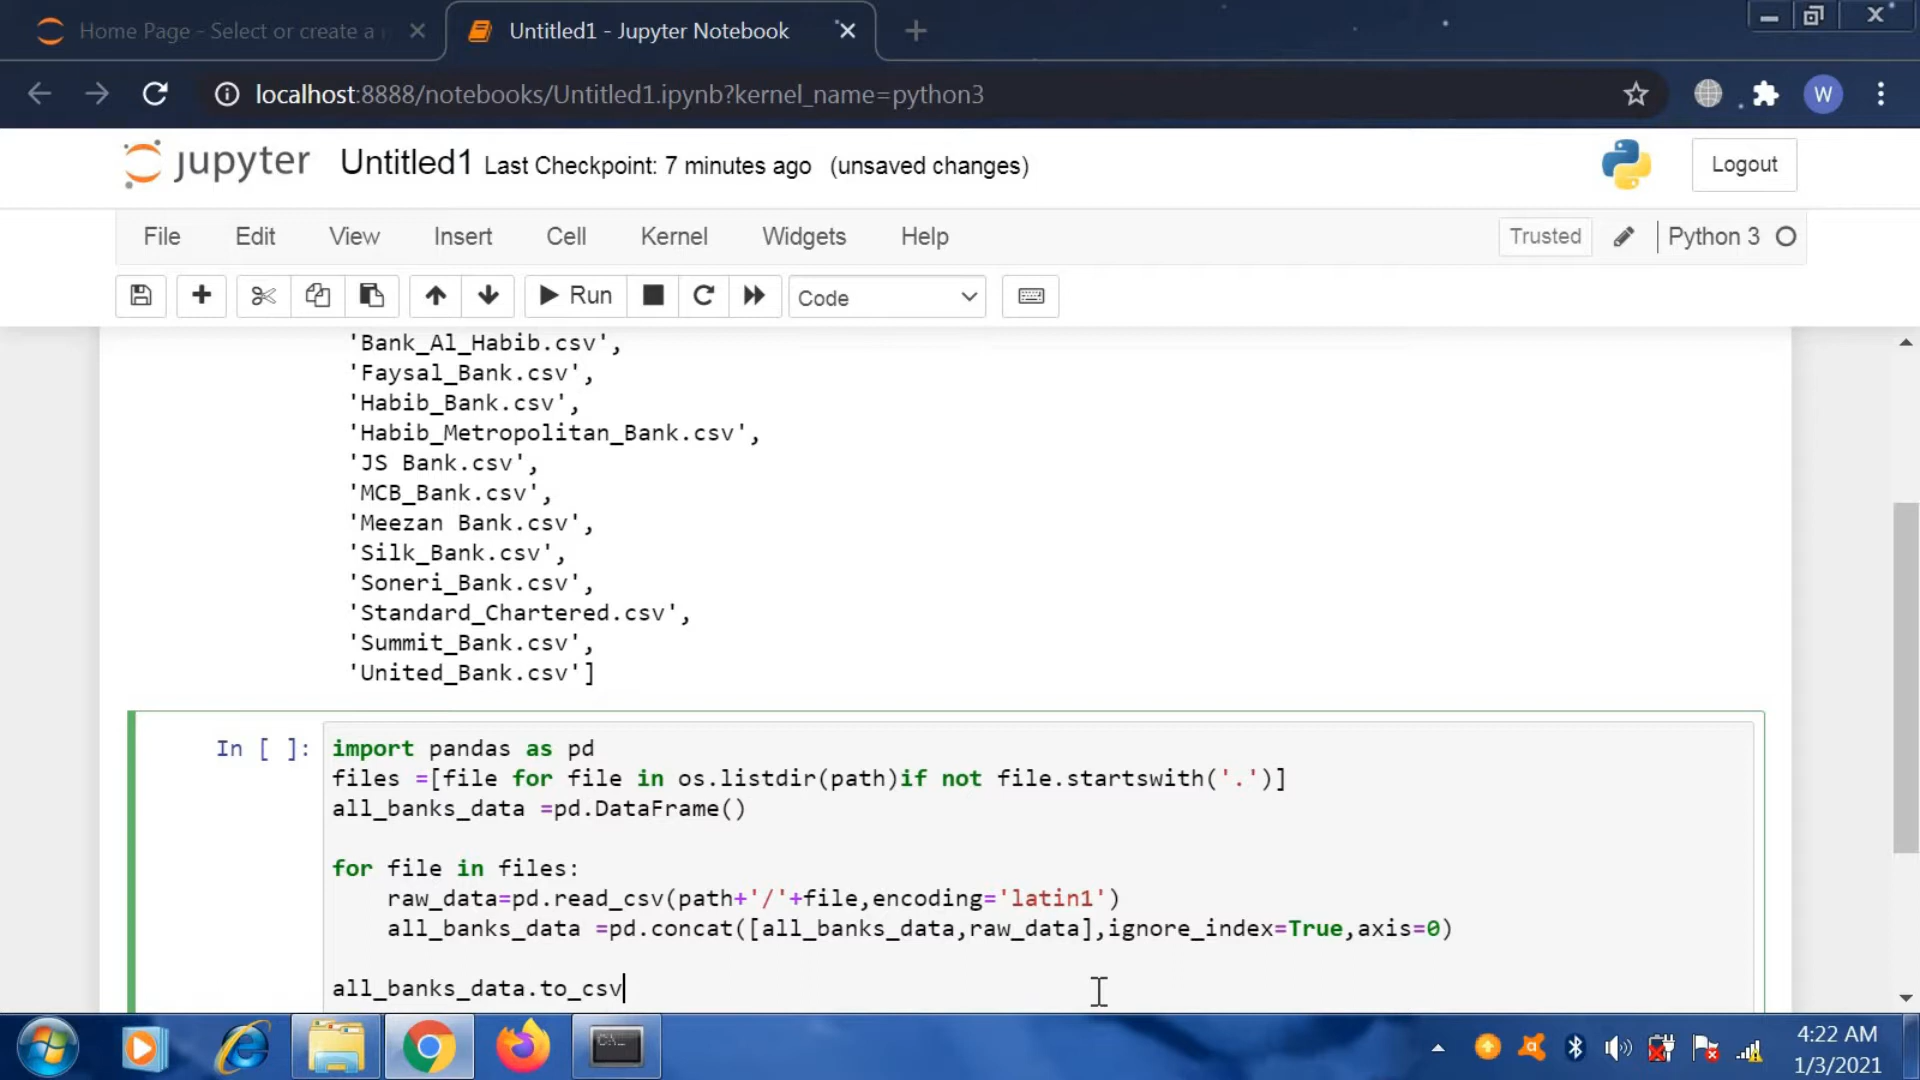 Home Page - Select or create a
Untitled1 - Jupyter Notebook
localhost:8888/notebooks/Untitled1.ipynb?kernel_name=python3
W
jupyter Untitled1 Last Checkpoint: 7 minutes ago (unsaved changes)
Logout
File Edit View Insert Cell Kernel Widgets Help
Trusted
Python 3
Run
Code
'Bank_Al_Habib.csv',
'Faysal_Bank.csv',
'Habib_Bank.csv',
'Habib_Metropolitan_Bank.csv',
'JS Bank.csv',
'MCB_Bank.csv',
'Meezan Bank.csv',
'Silk_Bank.csv',
'Soneri_Bank.csv',
'Standard_Chartered.csv',
'Summit_Bank.csv',
'United_Bank.csv']
In [ ]:
import pandas as pd
files =[file for file in os.listdir(path)if not file.startswith('.')]
all_banks_data =pd.DataFrame()
for file in files:
    raw_data=pd.read_csv(path+'/'+file,encoding='latin1')
    all_banks_data =pd.concat([all_banks_data,raw_data],ignore_index=True,axis=0)
all_banks_data.to_csv
4:22 AM
1/3/2021